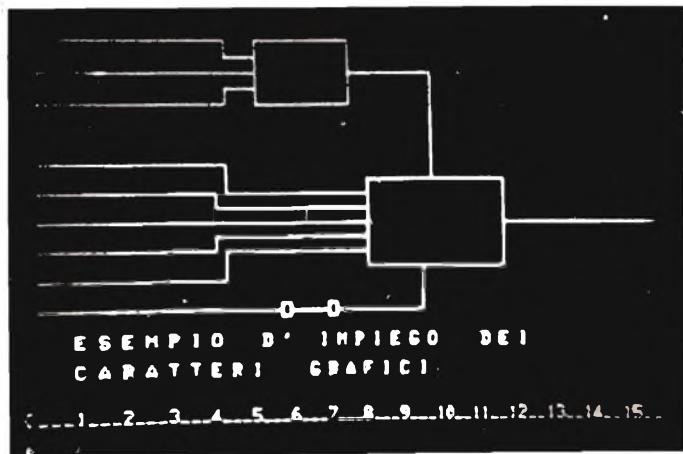 ESEMPIO D' IMPIEGO DEI
CARATTERI GRAFICI
1 2 3 4 5 6 7 8 9 10 11 12 13 14 15